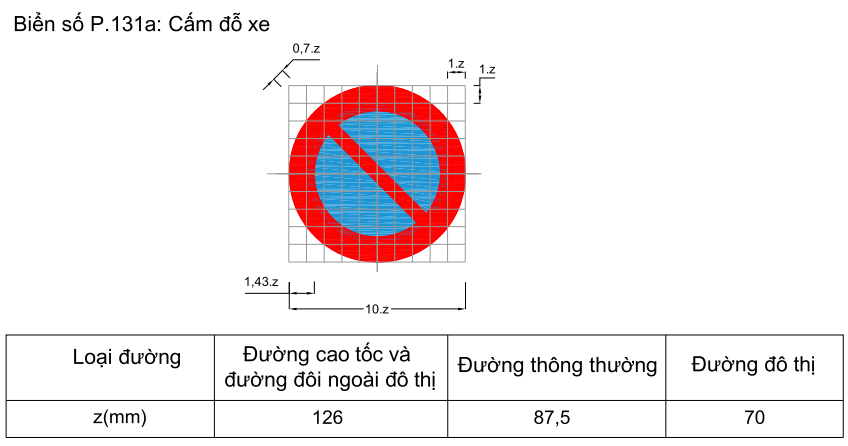 Biển số P.131a: Cấm đỗ xe
0,7.z
1.z
1.z
1,43.z
10.z
Loại đường
Đường cao tốc và
đường đôi ngoài đô thị
Đường thông thường
Đường đô thị
z(mm)
126
87,5
70